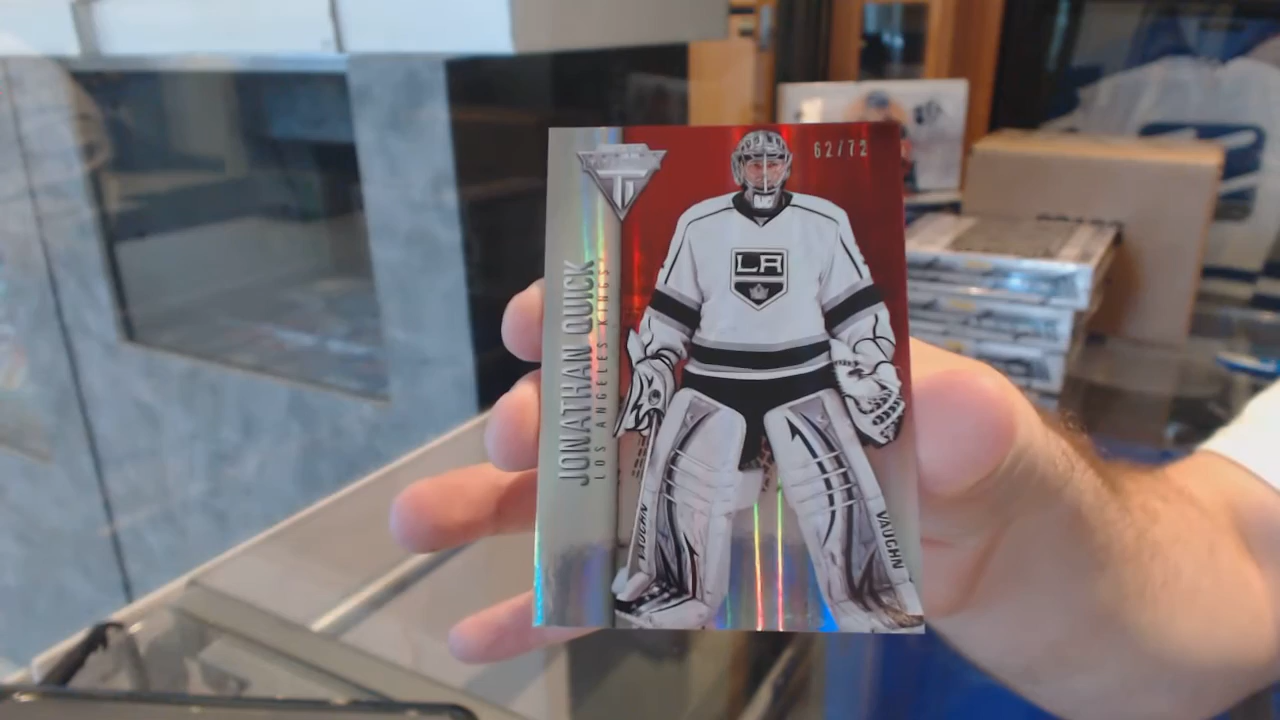 62/72
JONATHAN QUICK
LOS ANGELES KINGS
LA
VAUGHN
VAUGHN